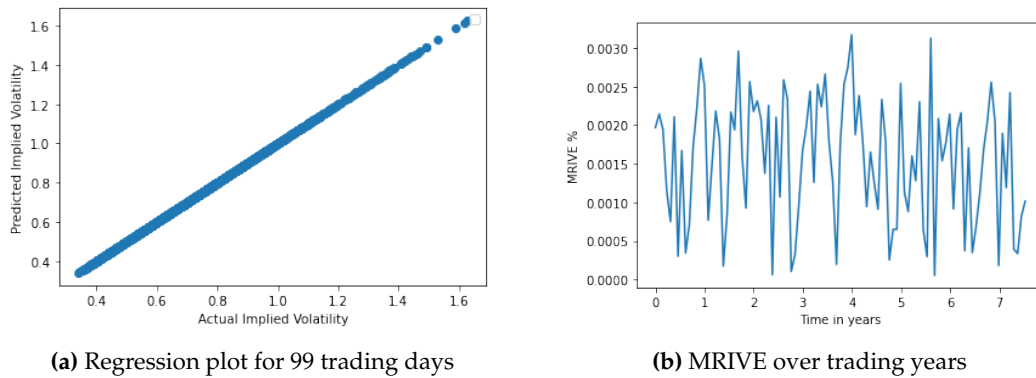 1.6
1.4
1.2
1.0
0.8
0.6
0.4
Predicted Implied Volatility
0.4 0.6 0.8 1.0 1.2 1.4 1.6
Actual Implied Volatility
(a) Regression plot for 99 trading days
0.0030
0.0025
0.0020
0.0015
0.0010
0.0005
0.0000
MRIVE %
0 1 2 3 4 5 6 7
Time in years
(b) MRIVE over trading years